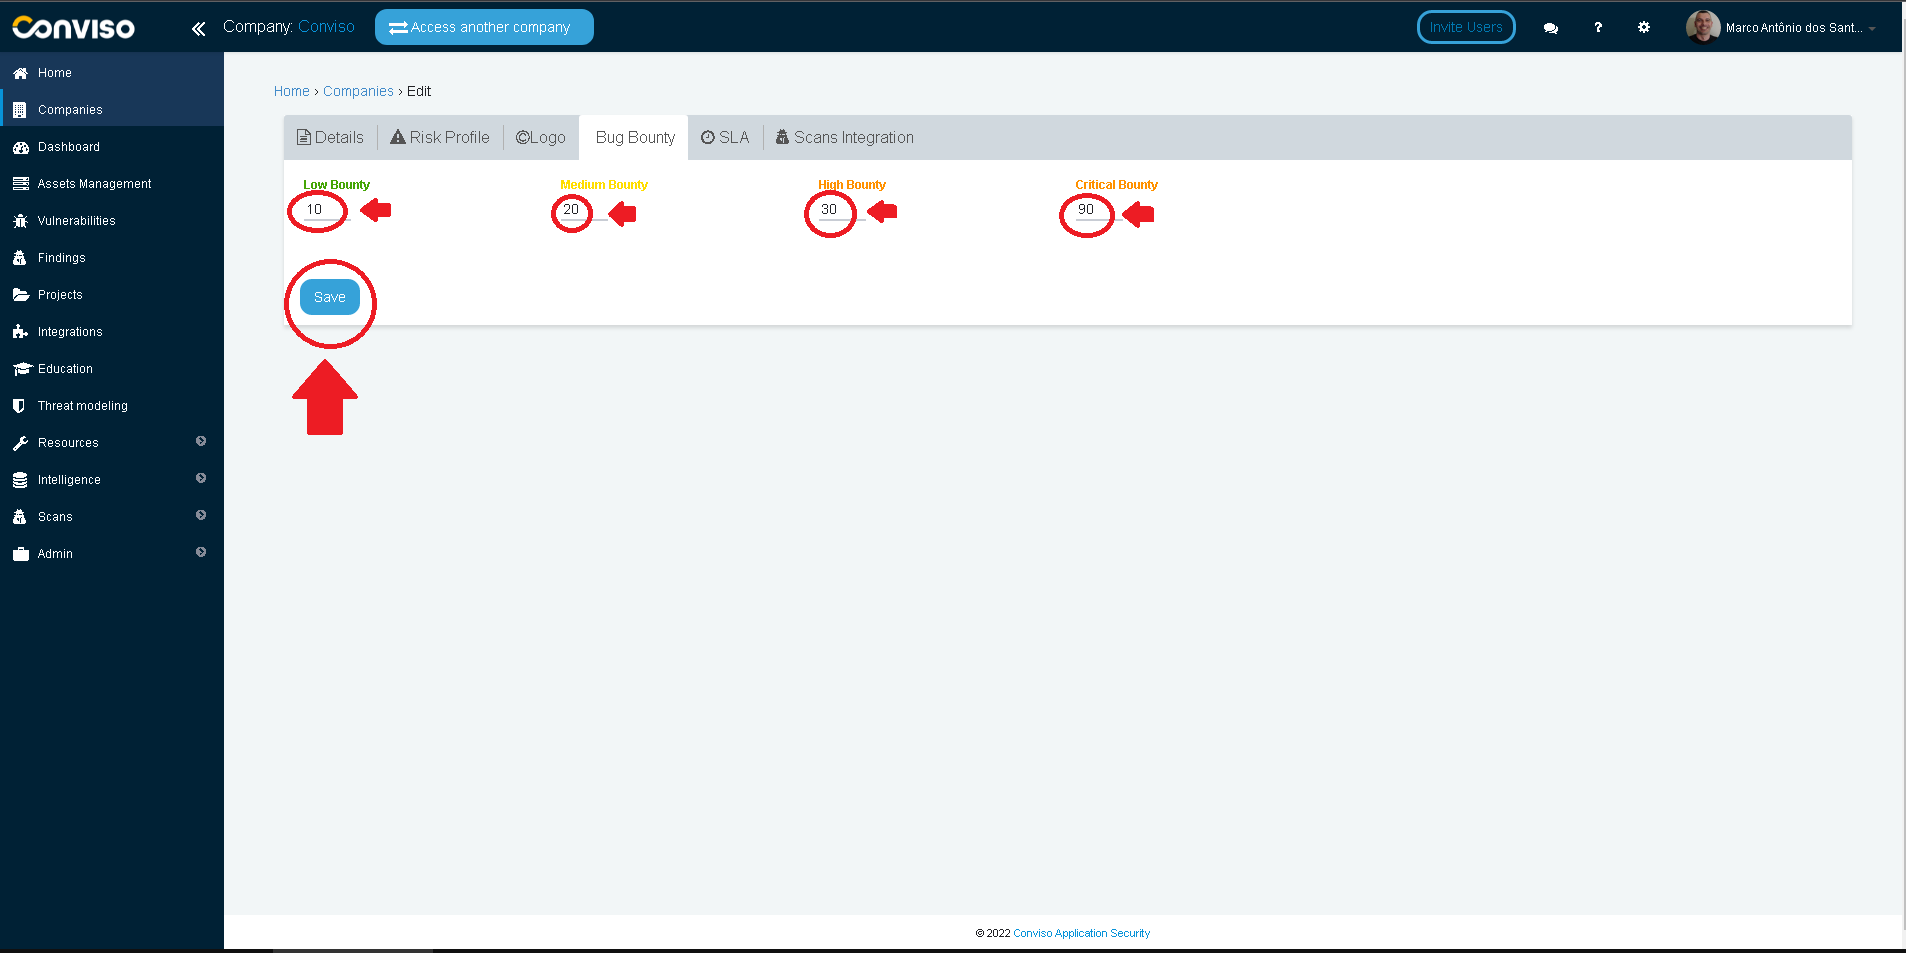 Conviso
Company: Conviso
Access another company
Invite Users
?
Marco Antônio dos Sant...
Home
Companies
Dashboard
Assets Management
Vulnerabilities
Findings
Projects
Integrations
Education
Threat modeling
Resources
Intelligence
Scans
Admin
Home › Companies › Edit
Details
Risk Profile
©Logo
Bug Bounty
SLA
Scans Integration
Low Bounty
Medium Bounty
High Bounty
Critical Bounty
10
20
30
90
Save
© 2022 Conviso Application Security